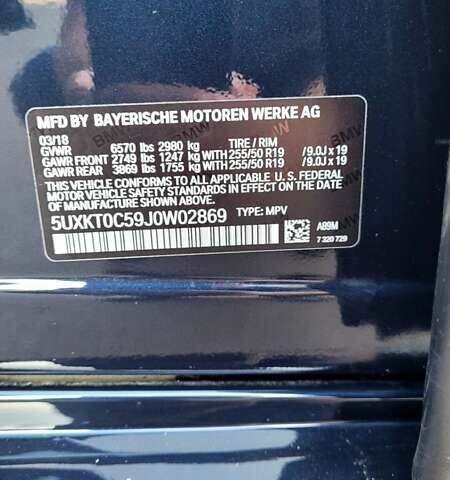 MFD BY BAYERISCHE MOTOREN WERKE AG
03/18
GVWR 6570 lbs 2980 kg TIRE / RIM
GAWR FRONT 2749 lbs 1247 kg WITH 255/50 R19 /9.0J x 19
GAWR REAR 3869 lbs 1755 kg WITH 255/50 R19 /9.0J x 19
THIS VEHICLE CONFORMS TO ALL APPLICABLE U.S. FEDERAL
MOTOR VEHICLE SAFETY STANDARDS IN EFFECT ON THE DATE
OF MANUFACTURE SHOWN ABOVE.
5UXKT0C59J0W02869 TYPE: MPV
A89M
7 320 729